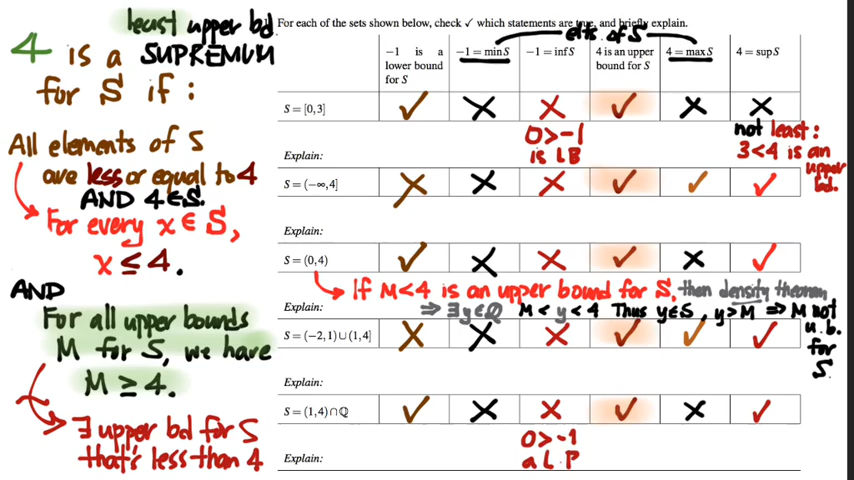 least upper bd
4 is a SUPREMUM
for S if:
All elements of S
are less or equal to 4
AND 4 ∈ S.
For every x ∈ S,
x ≤ 4.
AND
For all upper bounds
M for S, we have
M ≥ 4.
∃ upper bd for S
that's less than 4
For each of the sets shown below, check ✓ which statements are true, and briefly explain.
elts of S
−1 is a lower bound for S
−1 = min S
−1 = inf S
4 is an upper bound for S
4 = max S
4 = sup S
S = [0,3] ✓ ✗ ✗ ✓ ✗ ✗
0 > −1
is LB
not least:
3 < 4 is an
upper
bd.
Explain:
S = (−∞,4] ✗ ✗ ✗ ✓ ✓ ✓
Explain:
S = (0,4) ✓ ✗ ✗ ✓ ✗ ✓
If M < 4 is an upper bound for S, then density theorem
⇒ ∃ y ∈ Q M < y < 4 Thus y ∈ S, y > M ⇒ M not
u.b.
for
S.
Explain:
S = (−2,1) ∪ (1,4] ✗ ✗ ✗ ✓ ✓ ✓
Explain:
S = (1,4) ∩ ℚ ✓ ✗ ✗ ✓ ✗ ✓
0 > −1
Explain: